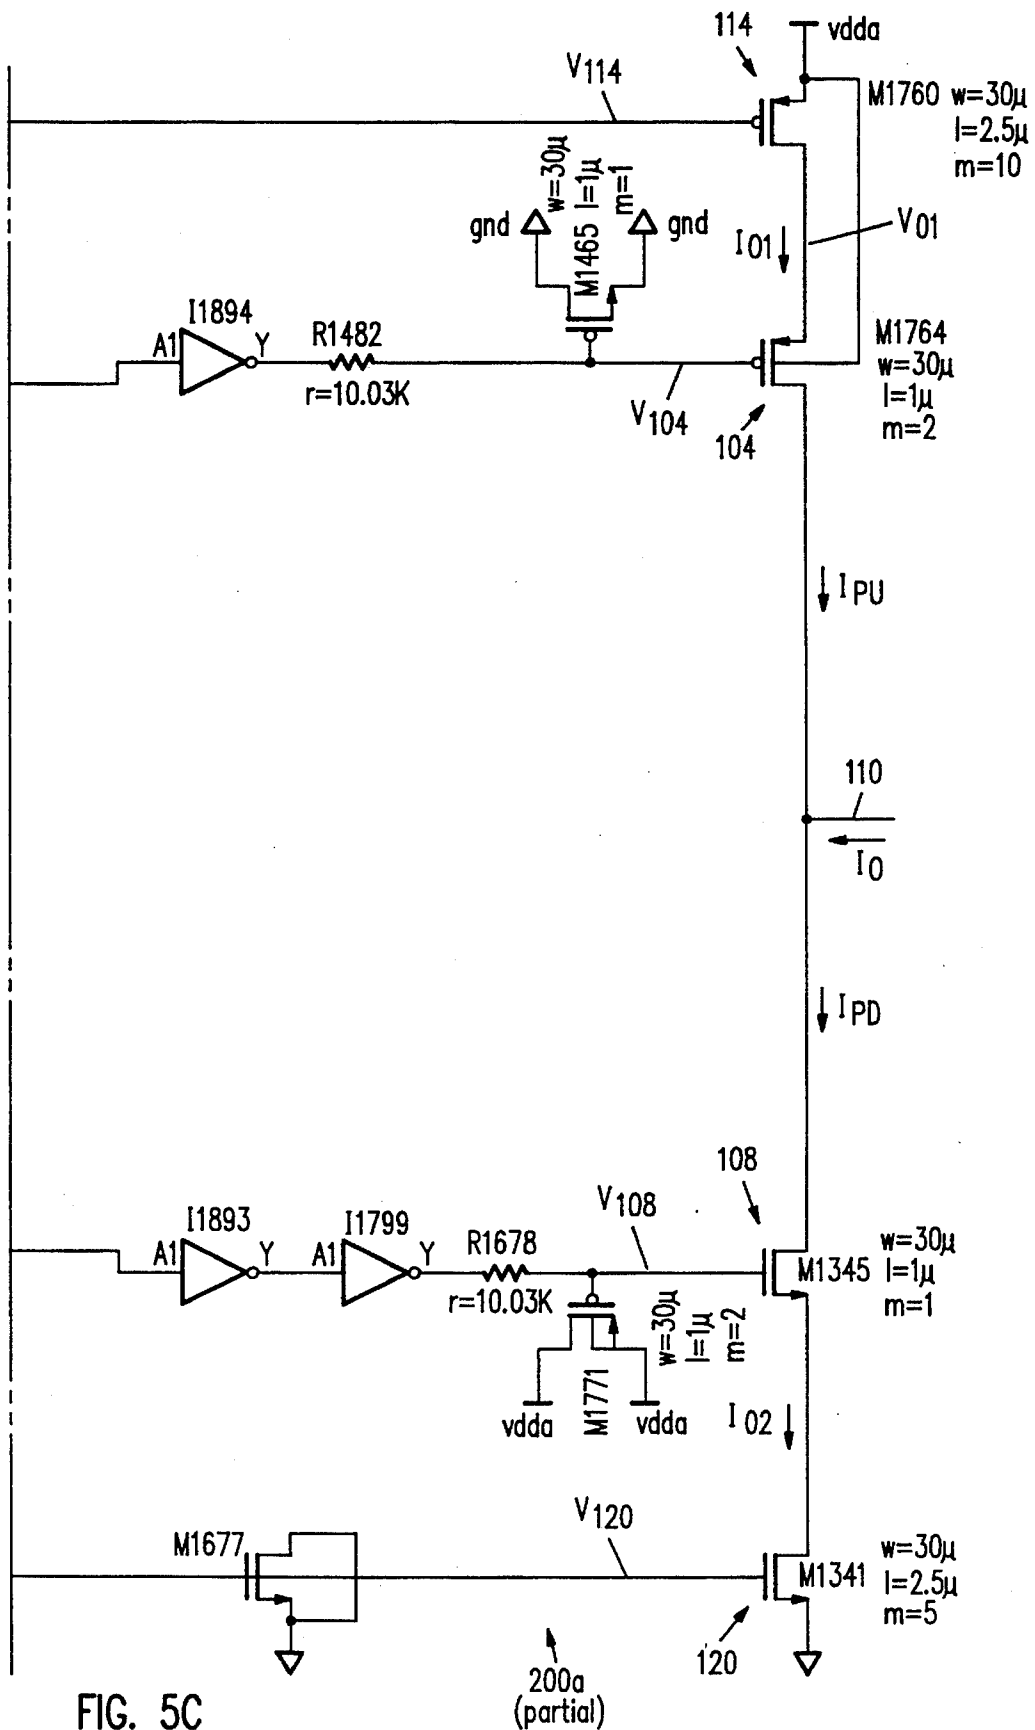 114
vdda
V114
M1760 w=30μ
l=2.5μ
m=10
w=30μ
M1465 l=1μ
m=1
gnd
gnd
I01
V01
I1894
A1
Y
R1482
r=10.03K
V104
104
M1764
w=30μ
l=1μ
m=2
IPU
110
IO
IPD
108
V108
I1893
A1
Y
I1799
A1
Y
R1678
r=10.03K
M1345
w=30μ
l=1μ
m=1
w=30μ
l=1μ
m=2
M1771
vdda
vdda
I02
V120
M1677
M1341
w=30μ
l=2.5μ
m=5
120
200a
(partial)
FIG. 5C